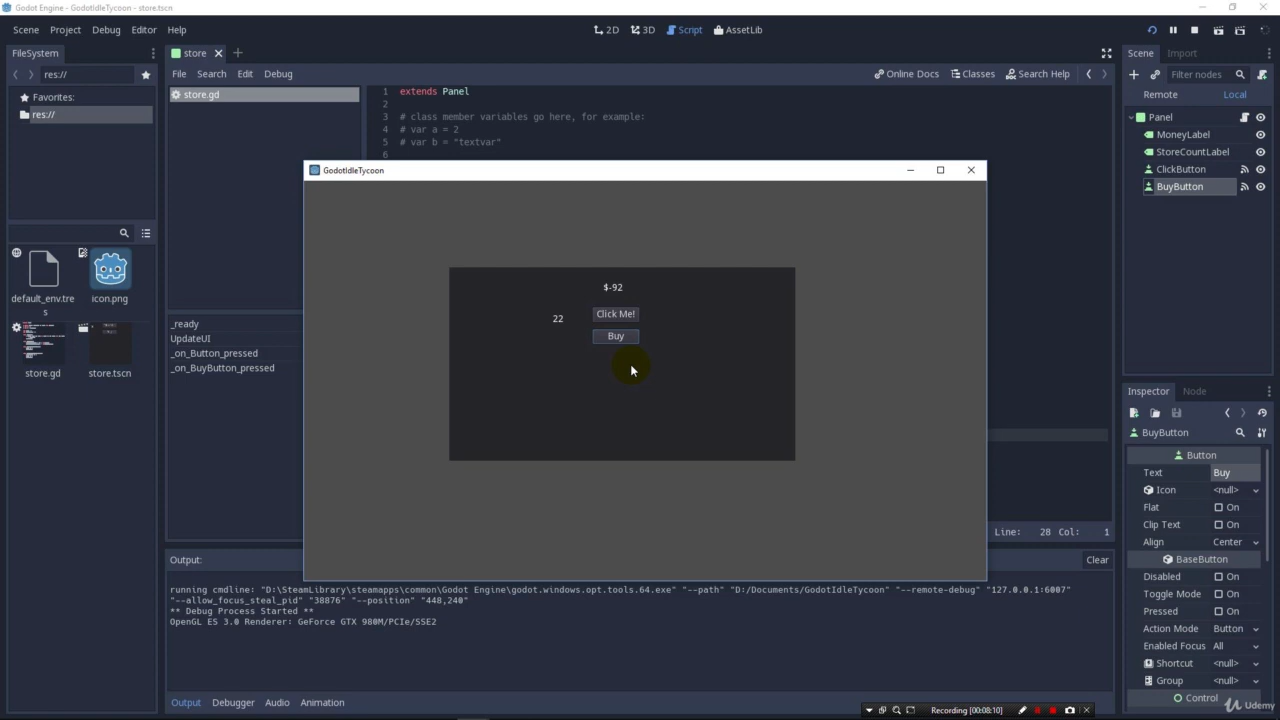 Godot Engine - GodotIdleTycoon - store.tscn
Scene Project Debug Editor Help
2D 3D Script AssetLib
FileSystem
store
Scene Import
res://
File Search Edit Debug
Online Docs Classes Search Help
Filter nodes
Favorites:
res://
store.gd
Remote Local
1 extends Panel
2
3 # class member variables go here, for example:
4 # var a = 2
5 # var b = "textvar"
6
Panel
MoneyLabel
StoreCountLabel
ClickButton
BuyButton
GodotIdleTycoon
$-92
Click Me!
22
Buy
default_env.tre
s
icon.png
store.gd
store.tscn
_ready
UpdateUI
_on_Button_pressed
_on_BuyButton_pressed
Line: 28 Col: 1
Inspector Node
BuyButton
Button
Text Buy
Icon <null>
Flat On
Clip Text On
Align Center
BaseButton
Disabled On
Toggle Mode On
Pressed On
Action Mode Button
Enabled Focus All
Shortcut <null>
Group <null>
Control
Output: Clear
running cmdline: "D:\SteamLibrary\steamapps\common\Godot Engine\godot.windows.opt.tools.64.exe" "--path" "D:/Documents/GodotIdleTycoon" "--remote-debug" "127.0.0.1:6007"
"--allow_focus_steal_pid" "38876" "--position" "448,240"
** Debug Process Started **
OpenGL ES 3.0 Renderer: GeForce GTX 980M/PCIe/SSE2
Output Debugger Audio Animation
Recording [00:08:10]
Udemy